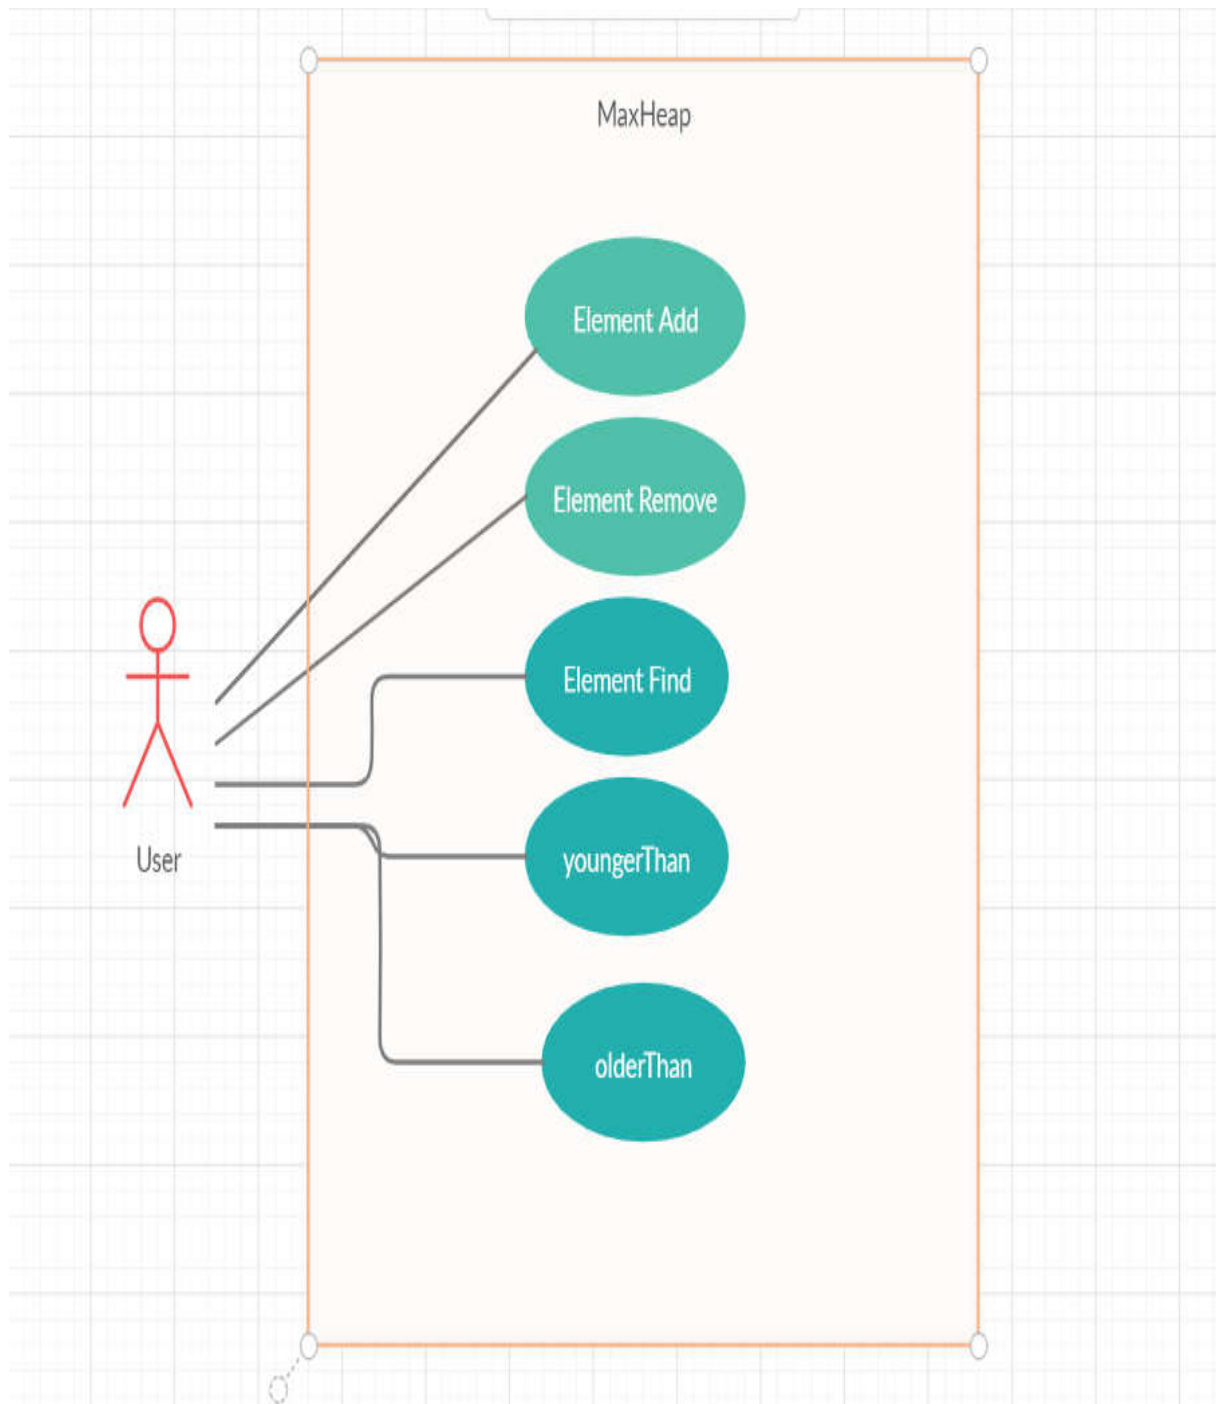 MaxHeap
Element Add
Element Remove
Element Find
youngerThan
olderThan
User